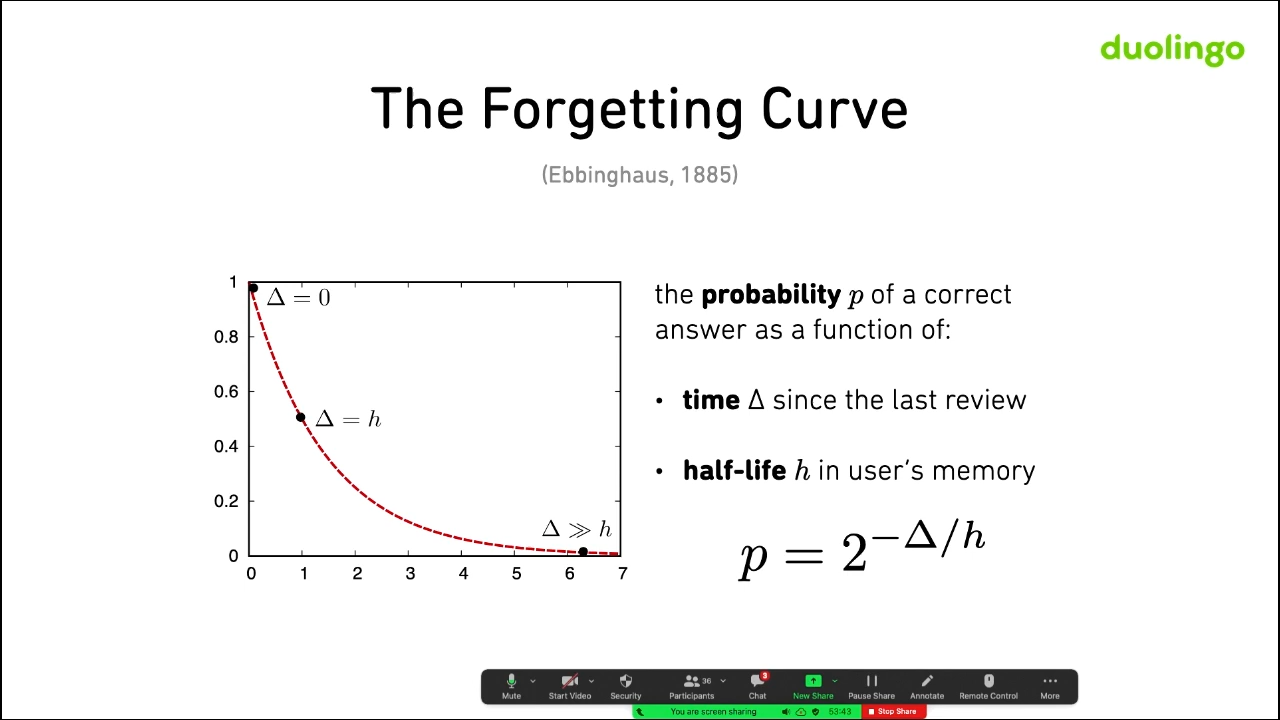 duolingo
The Forgetting Curve
(Ebbinghaus, 1885)
1
0.8
0.6
0.4
0.2
0
0 1 2 3 4 5 6 7
Δ = 0
Δ = h
Δ ≫ h
the probability p of a correct
answer as a function of:
• time Δ since the last review
• half-life h in user’s memory
p = 2^{−Δ/h}
Mute Start Video Security Participants 36 Chat 3 New Share Pause Share Annotate Remote Control More
You are screen sharing 53:43 Stop Share